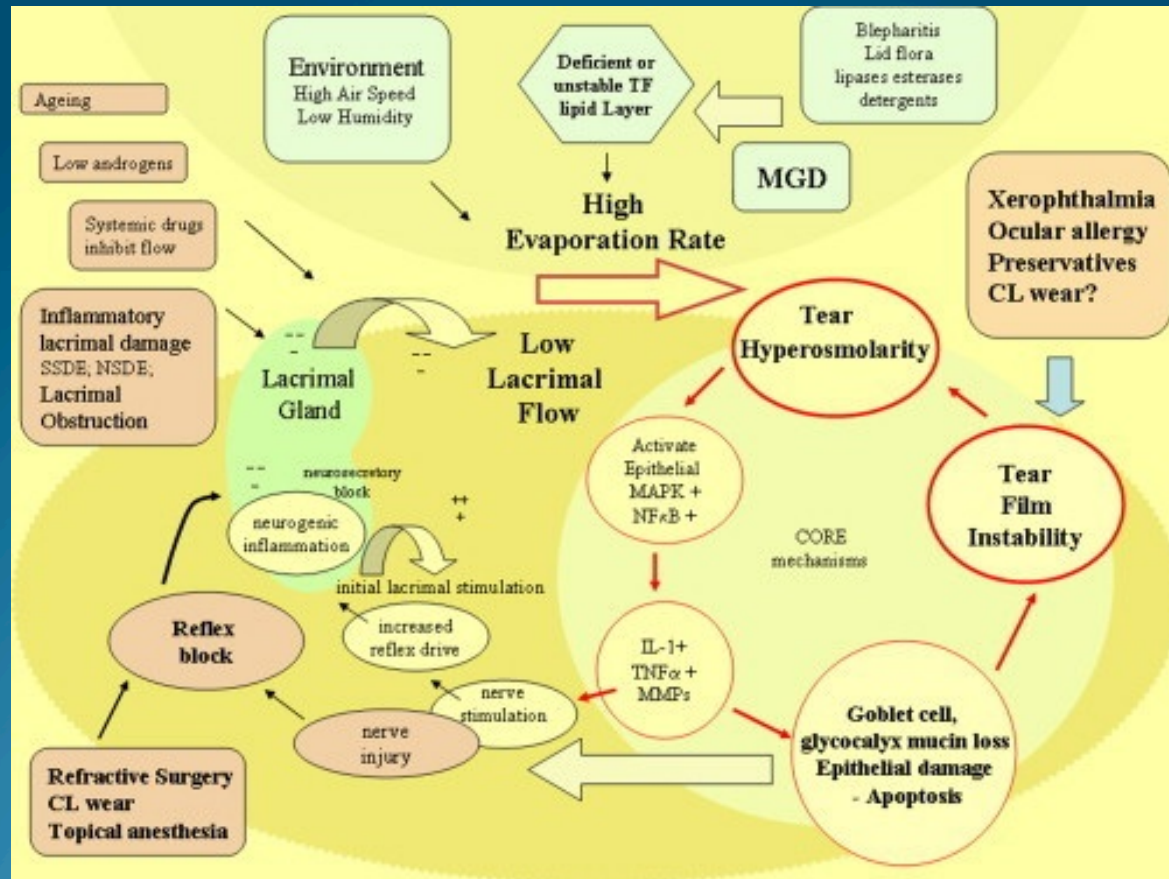 Ageing
Low androgens
Systemic drugs
inhibit flow
Inflammatory
lacrimal damage
SSDE; NSDE;
Lacrimal
Obstruction
Environment
High Air Speed
Low Humidity
Deficient or
unstable TF
lipid Layer
Blepharitis
Lid flora
lipases esterases
detergents
MGD
High
Evaporation Rate
Xerophthalmia
Ocular allergy
Preservatives
CL wear?
Tear
Hyperosmolarity
Low
Lacrimal
Flow
-- 
-
-- 
-
Lacrimal
Gland
Activate
Epithelial
MAPK +
NFκB +
Tear
Film
Instability
CORE
mechanisms
-- 
-
neurosecretory
block
++
+
neurogenic
inflammation
initial lacrimal stimulation
increased
reflex drive
Reflex
block
IL-1+
TNFα +
MMPs
nerve
stimulation
nerve
injury
Goblet cell,
glycocalyx mucin loss
Epithelial damage
- Apoptosis
Refractive Surgery
CL wear
Topical anesthesia